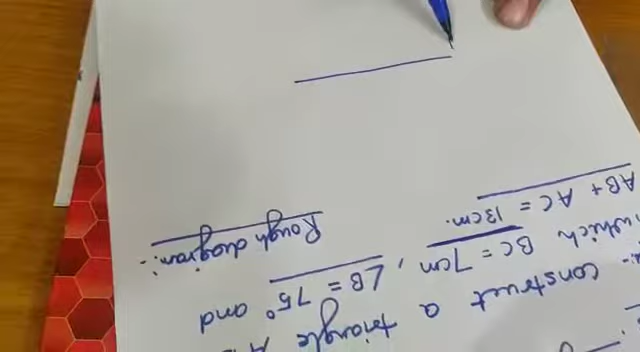 construct a triangle A
which BC = 7cm, ∠B = 75° and
AB + AC = 13cm.
Rough diagram:-